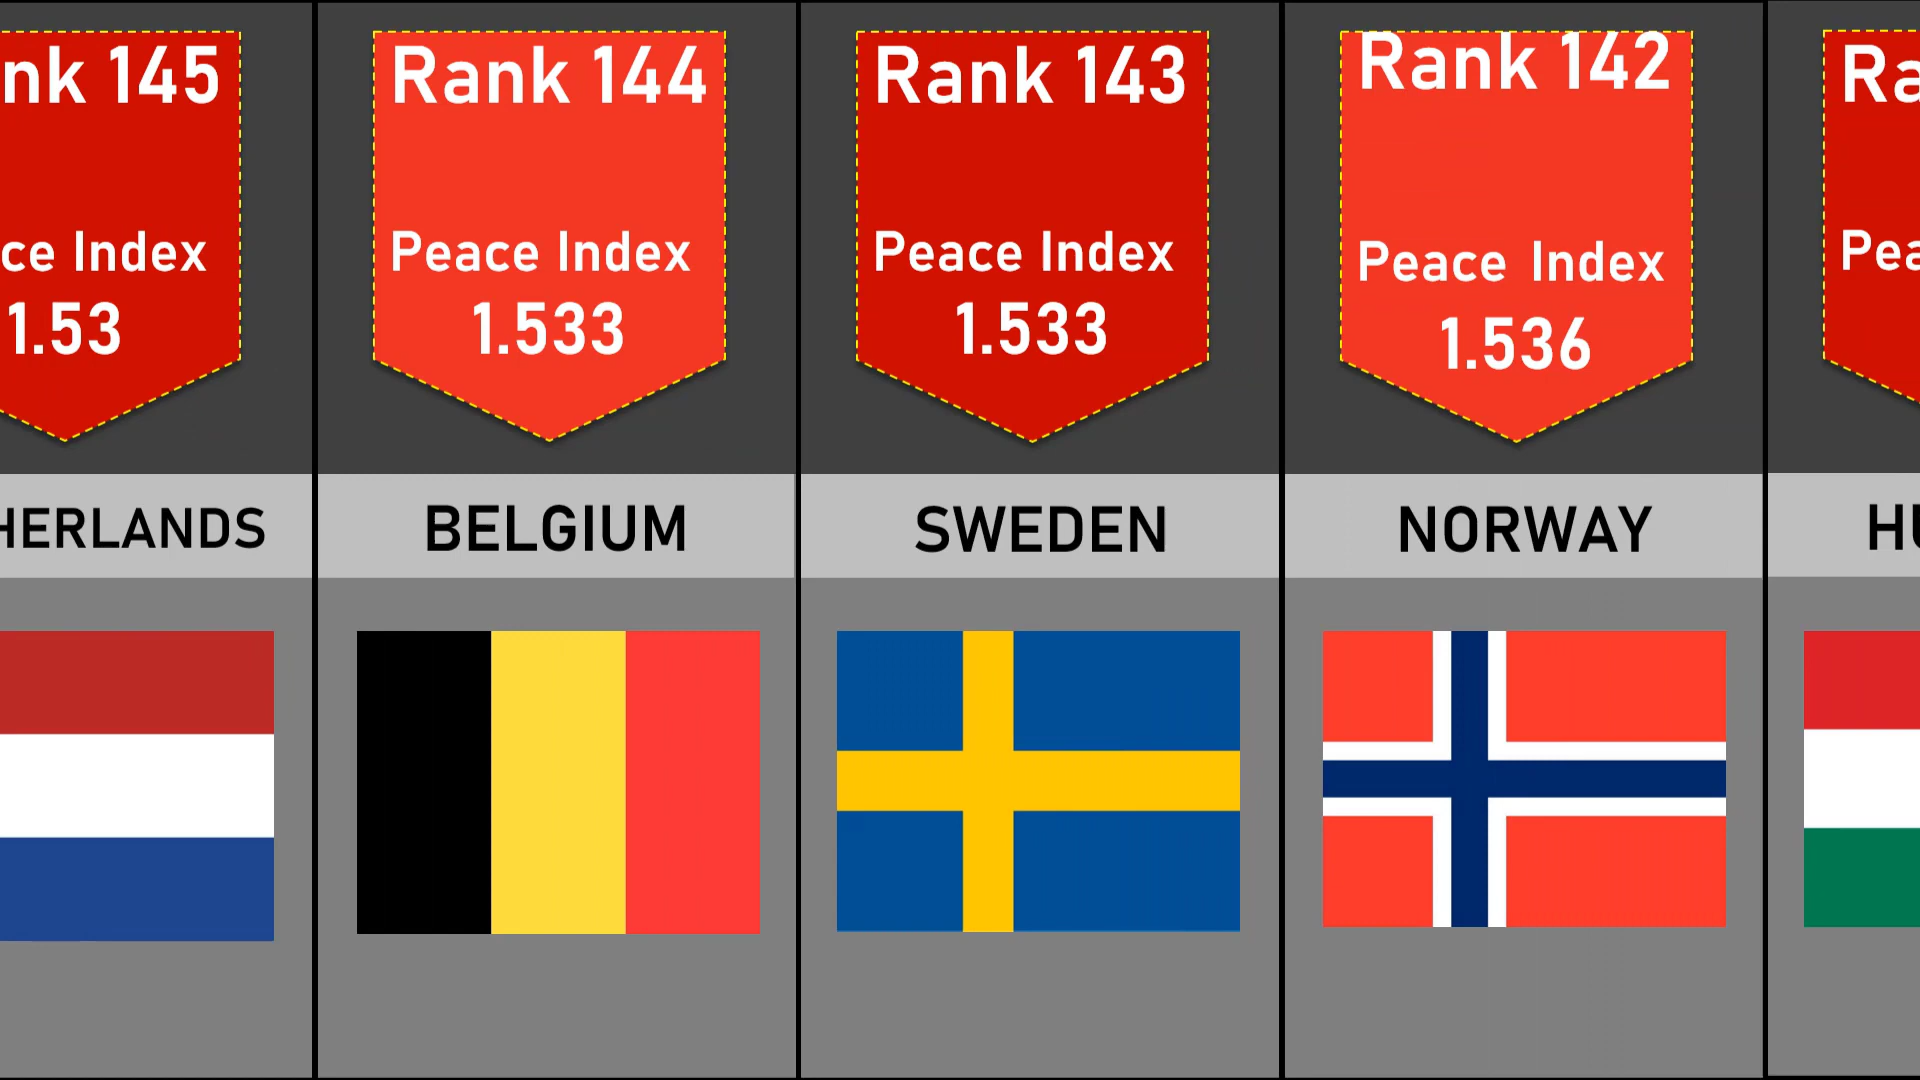 nk 145
ce Index
1.53
HERLANDS
Rank 144
Peace Index
1.533
BELGIUM
Rank 143
Peace Index
1.533
SWEDEN
Rank 142
Peace Index
1.536
NORWAY
Ra
Pea
HU